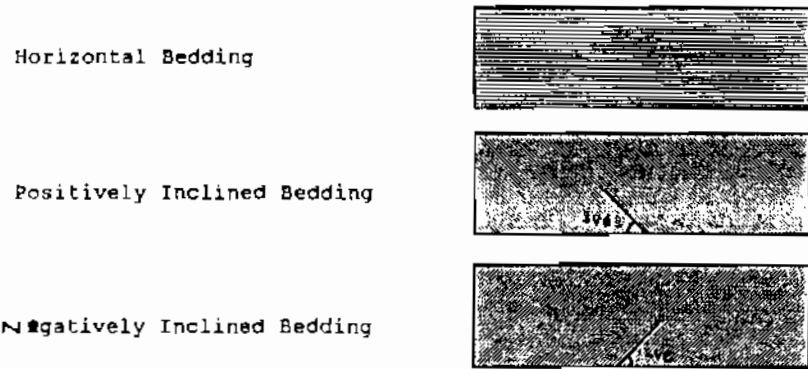 Horizontal Bedding
Positively Inclined Bedding
Negatively Inclined Bedding